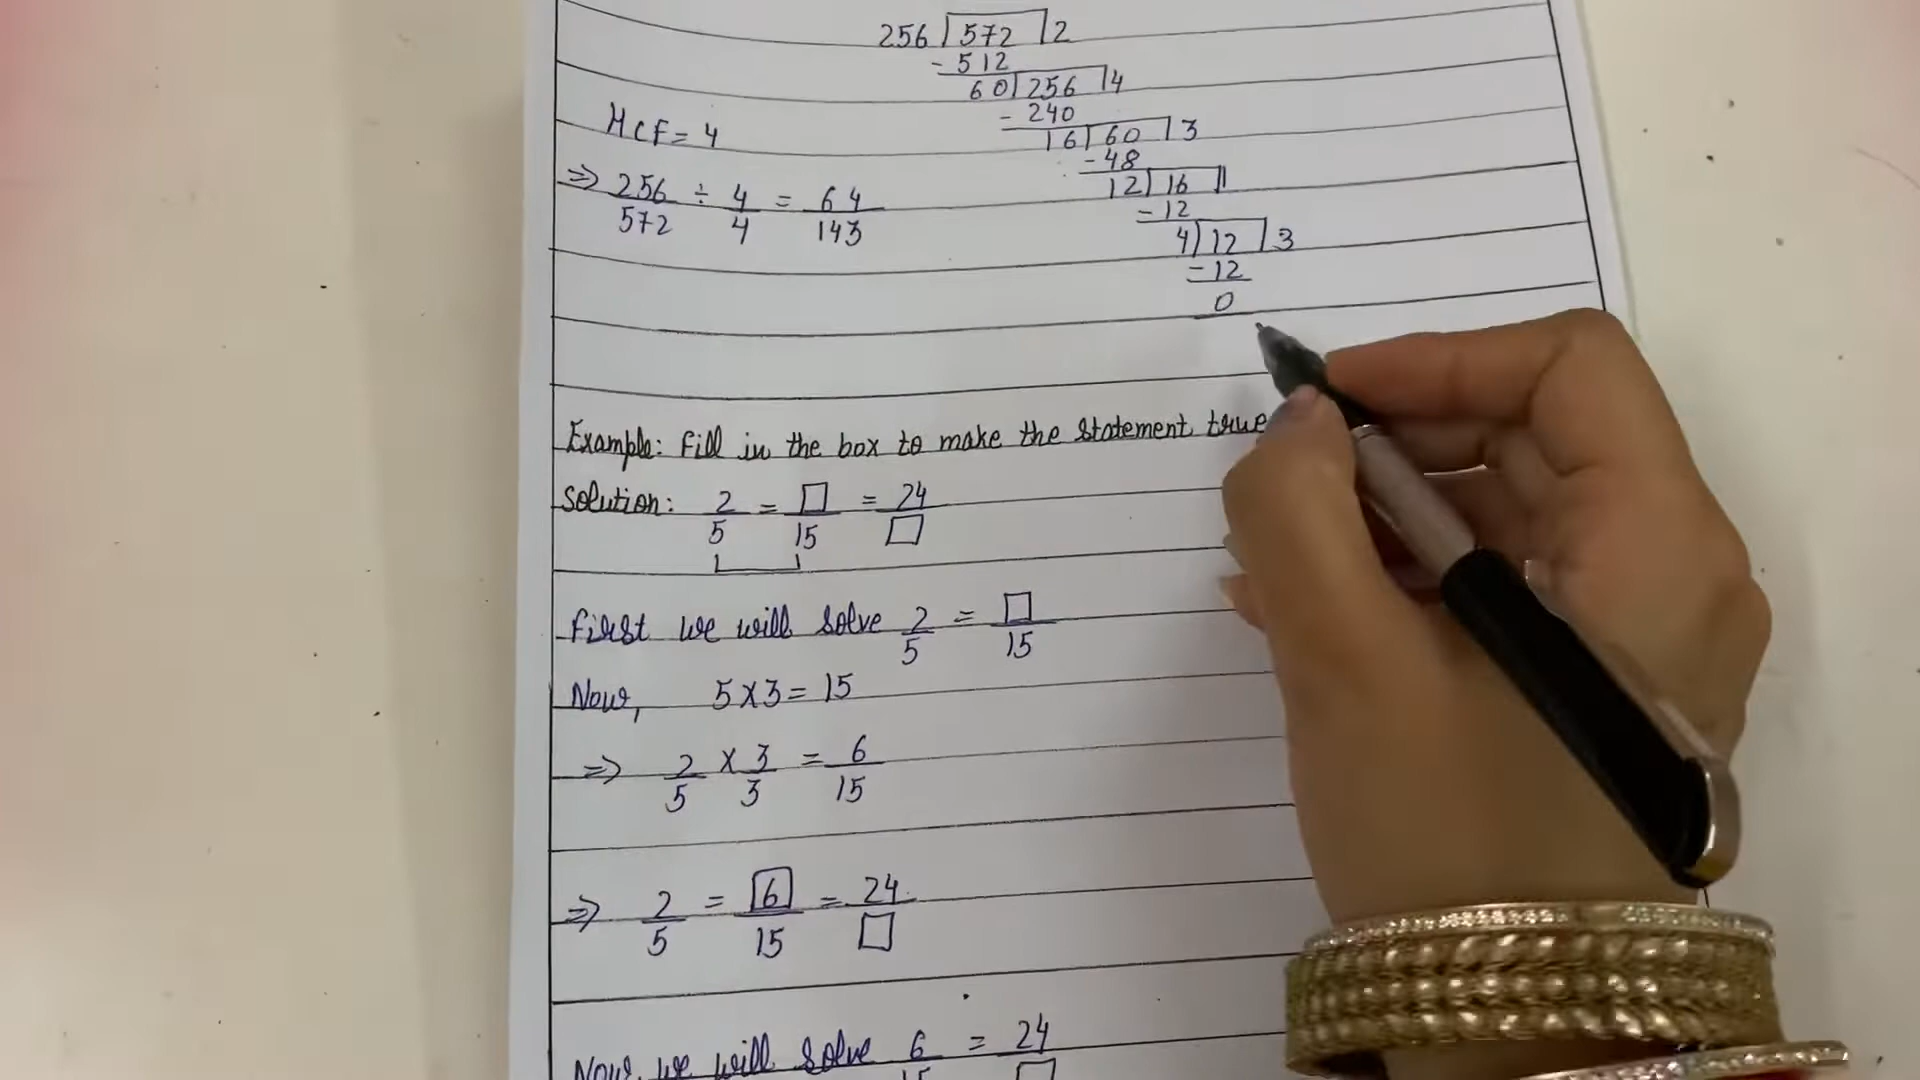 256 ) 572 ( 2
- 512
60 ) 256 ( 4
- 240
16 ) 60 ( 3
- 48
12 ) 16 ( 1
- 12
4 ) 12 ( 3
- 12
0
HCF = 4
⇒ 256/572 ÷ 4/4 = 64/143
Example: Fill in the box to make the statement true
Solution: 2/5 = □/15 = 24/□
First we will solve 2/5 = □/15
Now, 5 × 3 = 15
⇒ 2/5 × 3/3 = 6/15
⇒ 2/5 = [6]/15 = 24/□
Now, we will solve 6/15 = 24/□